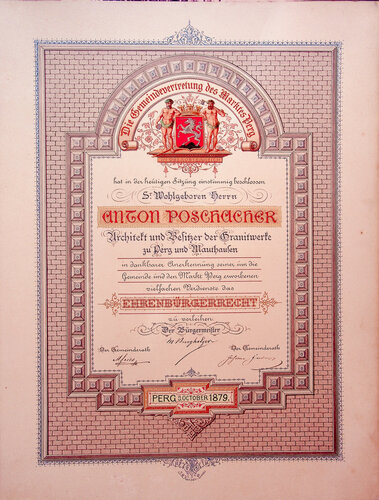 Die Gemeindevertretung des Marktes Perg
hat in der heutigen Sitzung einstimmig beschlossen
Sr Wohlgeboren Herrn
ANTON POSCHACHER
Architekt und Besitzer der Granitwerke
zu Perg und Mauthausen
in dankbarer Anerkennung seiner um die
Gemeinde und den Markt Perg erworbenen
vielfachen Verdienste das
EHRENBÜRGERRECHT
zu verleihen.
Der Bürgermeister
Der Gemeinderath
Der Gemeinderath
PERG 5. OCTOBER 1879.